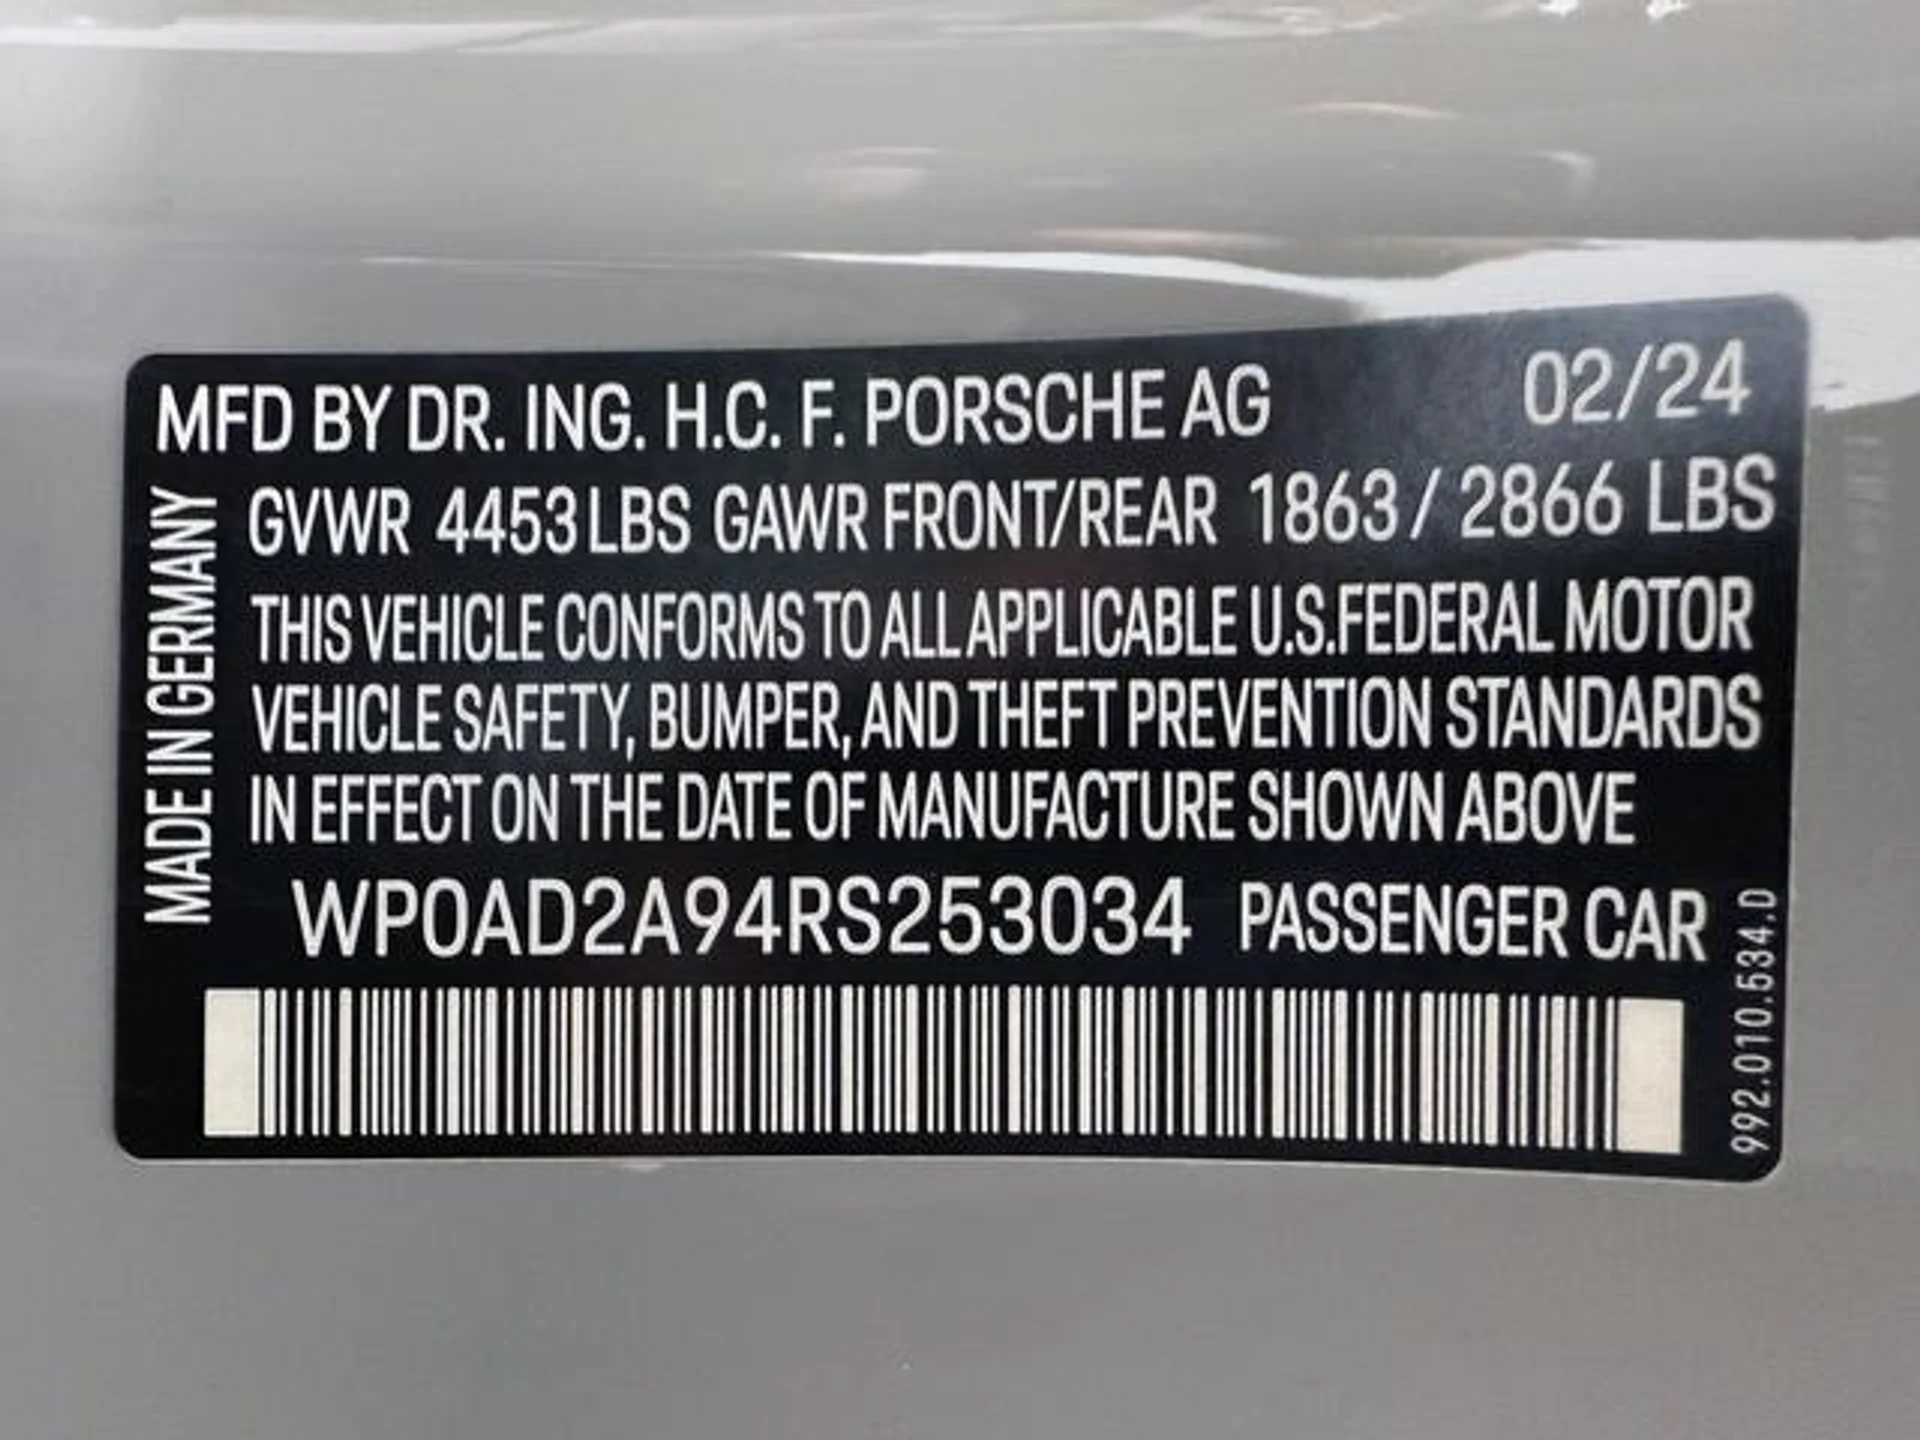 MFD BY DR. ING. H.C. F. PORSCHE AG 02/24
GVWR 4453 LBS GAWR FRONT/REAR 1863 / 2866 LBS
THIS VEHICLE CONFORMS TO ALL APPLICABLE U.S.FEDERAL MOTOR
VEHICLE SAFETY, BUMPER, AND THEFT PREVENTION STANDARDS
IN EFFECT ON THE DATE OF MANUFACTURE SHOWN ABOVE
WP0AD2A94RS253034 PASSENGER CAR
MADE IN GERMANY
992.010.534.D